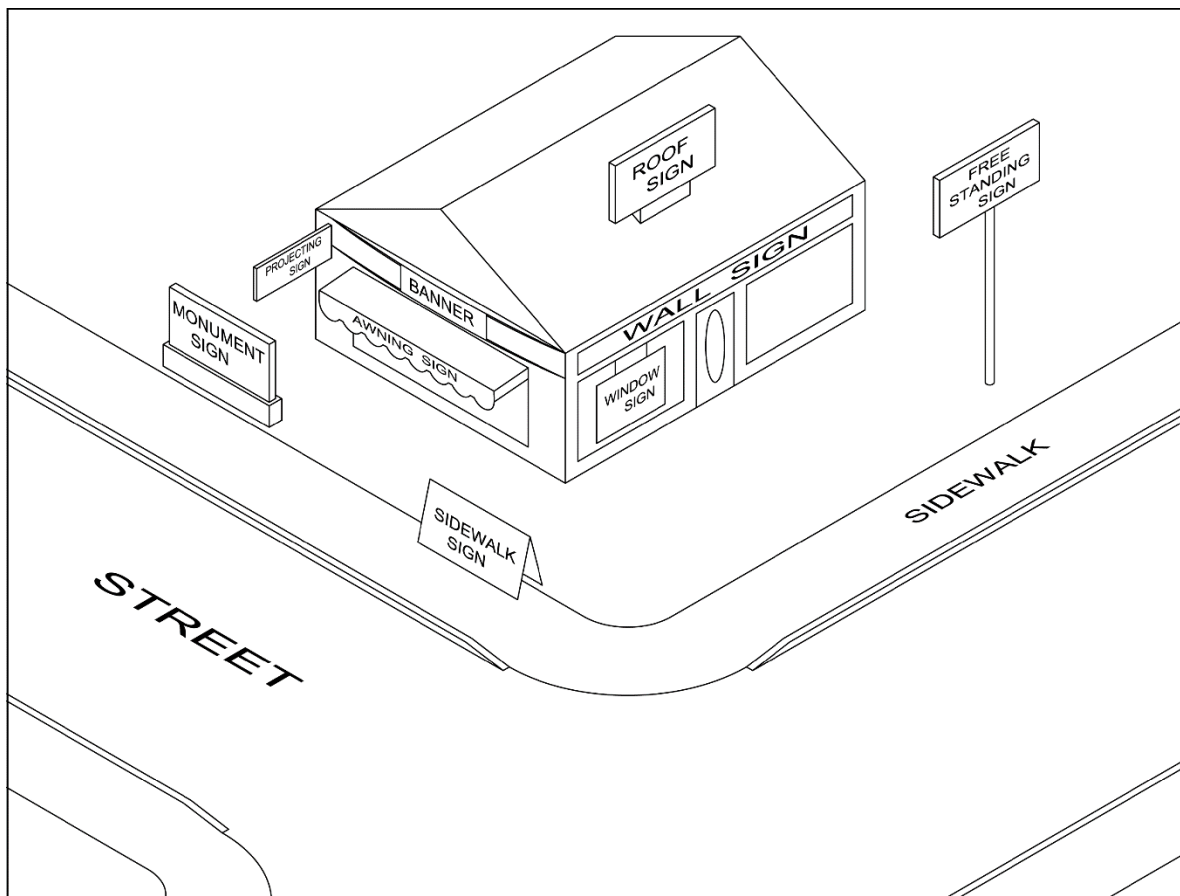 ROOF
SIGN
FREE
STANDING
SIGN
PROJECTING
SIGN
WALL SIGN
BANNER
MONUMENT
SIGN
AWNING SIGN
WINDOW
SIGN
SIDEWALK
SIDEWALK
SIGN
STREET